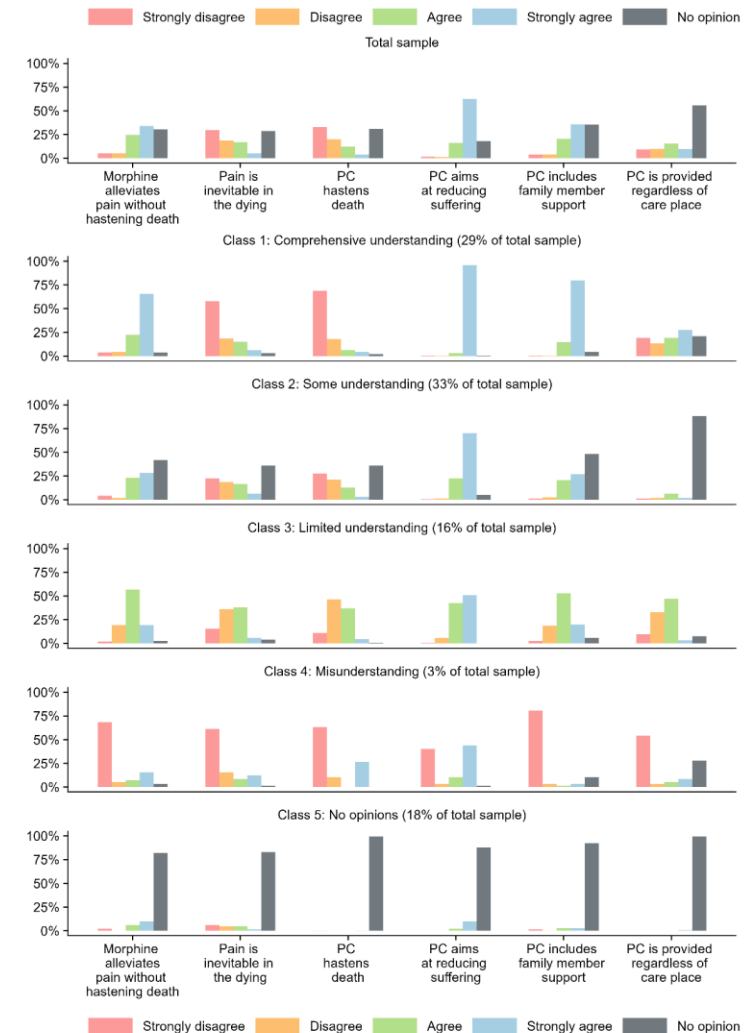 Strongly disagree Disagree Agree Strongly agree No opinion
Total sample
100%
75%
50%
25%
0%
Morphine alleviates pain without hastening death
Pain is inevitable in the dying
PC hastens death
PC aims at reducing suffering
PC includes family member support
PC is provided regardless of care place
Class 1: Comprehensive understanding (29% of total sample)
100%
75%
50%
25%
0%
Class 2: Some understanding (33% of total sample)
100%
75%
50%
25%
0%
Class 3: Limited understanding (16% of total sample)
100%
75%
50%
25%
0%
Class 4: Misunderstanding (3% of total sample)
100%
75%
50%
25%
0%
Class 5: No opinions (18% of total sample)
100%
75%
50%
25%
0%
Morphine alleviates pain without hastening death
Pain is inevitable in the dying
PC hastens death
PC aims at reducing suffering
PC includes family member support
PC is provided regardless of care place
Strongly disagree Disagree Agree Strongly agree No opinion